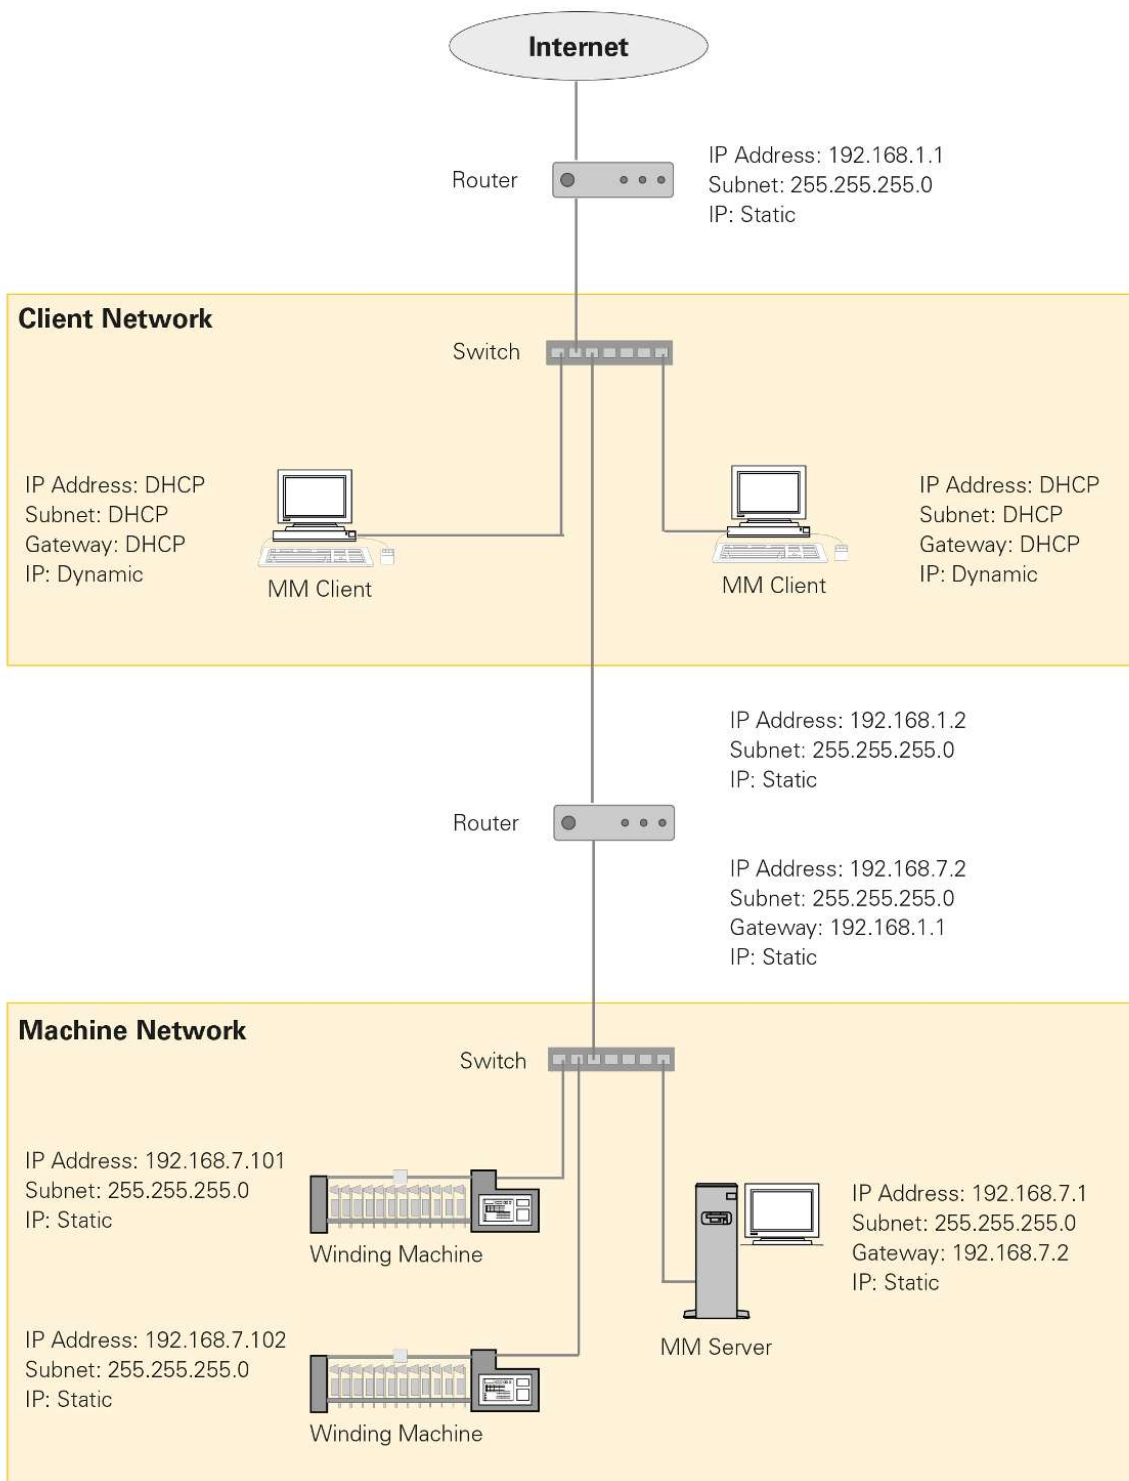 Internet
Router
IP Address: 192.168.1.1
Subnet: 255.255.255.0
IP: Static
Client Network
Switch
IP Address: DHCP
Subnet: DHCP
Gateway: DHCP
IP: Dynamic
MM Client
MM Client
IP Address: DHCP
Subnet: DHCP
Gateway: DHCP
IP: Dynamic
IP Address: 192.168.1.2
Subnet: 255.255.255.0
IP: Static
Router
IP Address: 192.168.7.2
Subnet: 255.255.255.0
Gateway: 192.168.1.1
IP: Static
Machine Network
Switch
IP Address: 192.168.7.101
Subnet: 255.255.255.0
IP: Static
Winding Machine
IP Address: 192.168.7.1
Subnet: 255.255.255.0
Gateway: 192.168.7.2
IP: Static
MM Server
IP Address: 192.168.7.102
Subnet: 255.255.255.0
IP: Static
Winding Machine